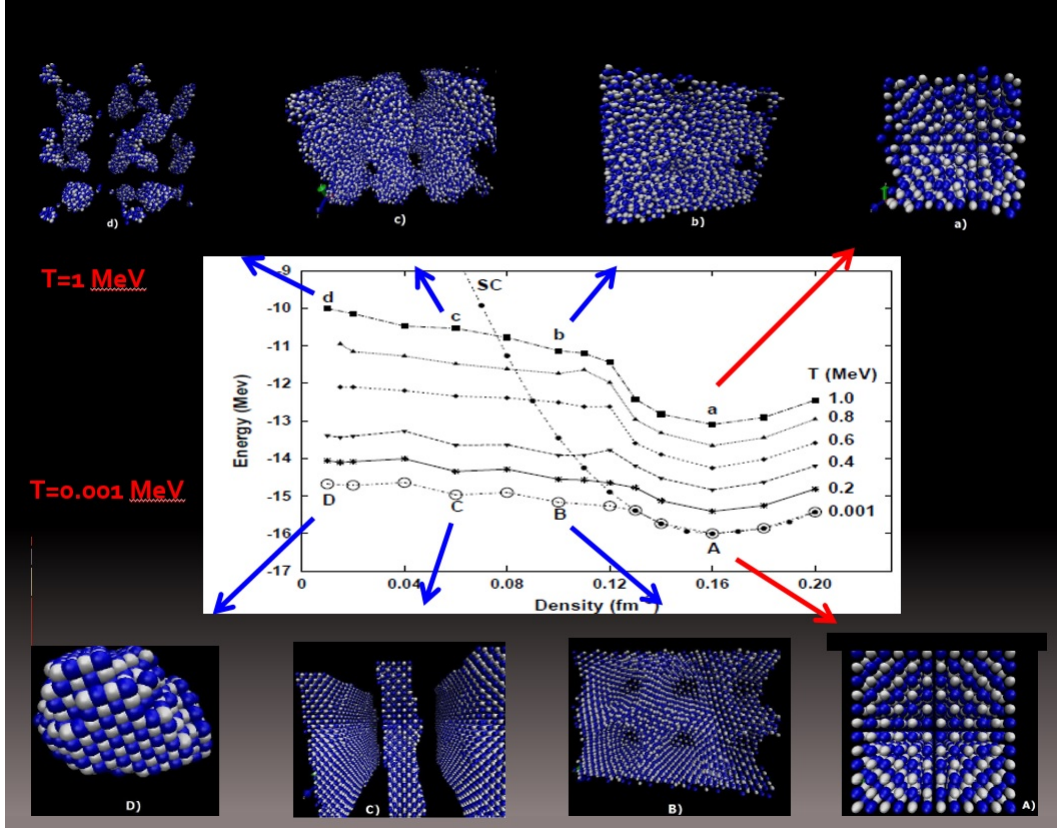 d)
c)
b)
a)
T=1 MeV
T=0.001 MeV
-9
-10
-11
-12
-13
-14
-15
-16
-17
Energy (Mev)
SC
d
c
b
a
T (MeV)
1.0
0.8
0.6
0.4
0.2
0.001
D
C
B
A
0
0.04
0.08
0.12
0.16
0.20
Density (fm )
D)
C)
B)
A)